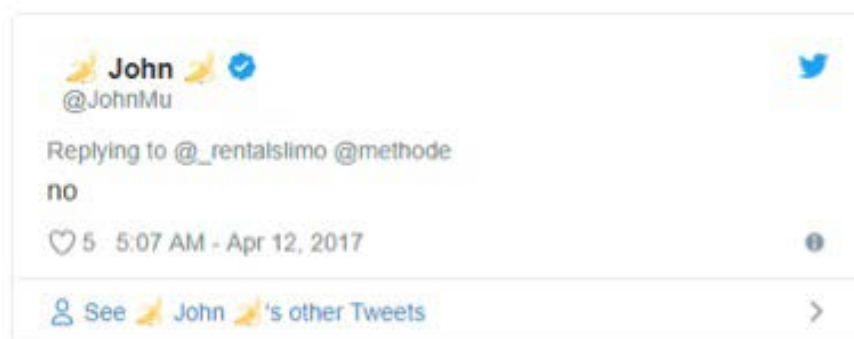 🍌 John 🍌
@JohnMu
Replying to @_rentalslimo @methode
no
5 5:07 AM - Apr 12, 2017
See 🍌 John 🍌's other Tweets